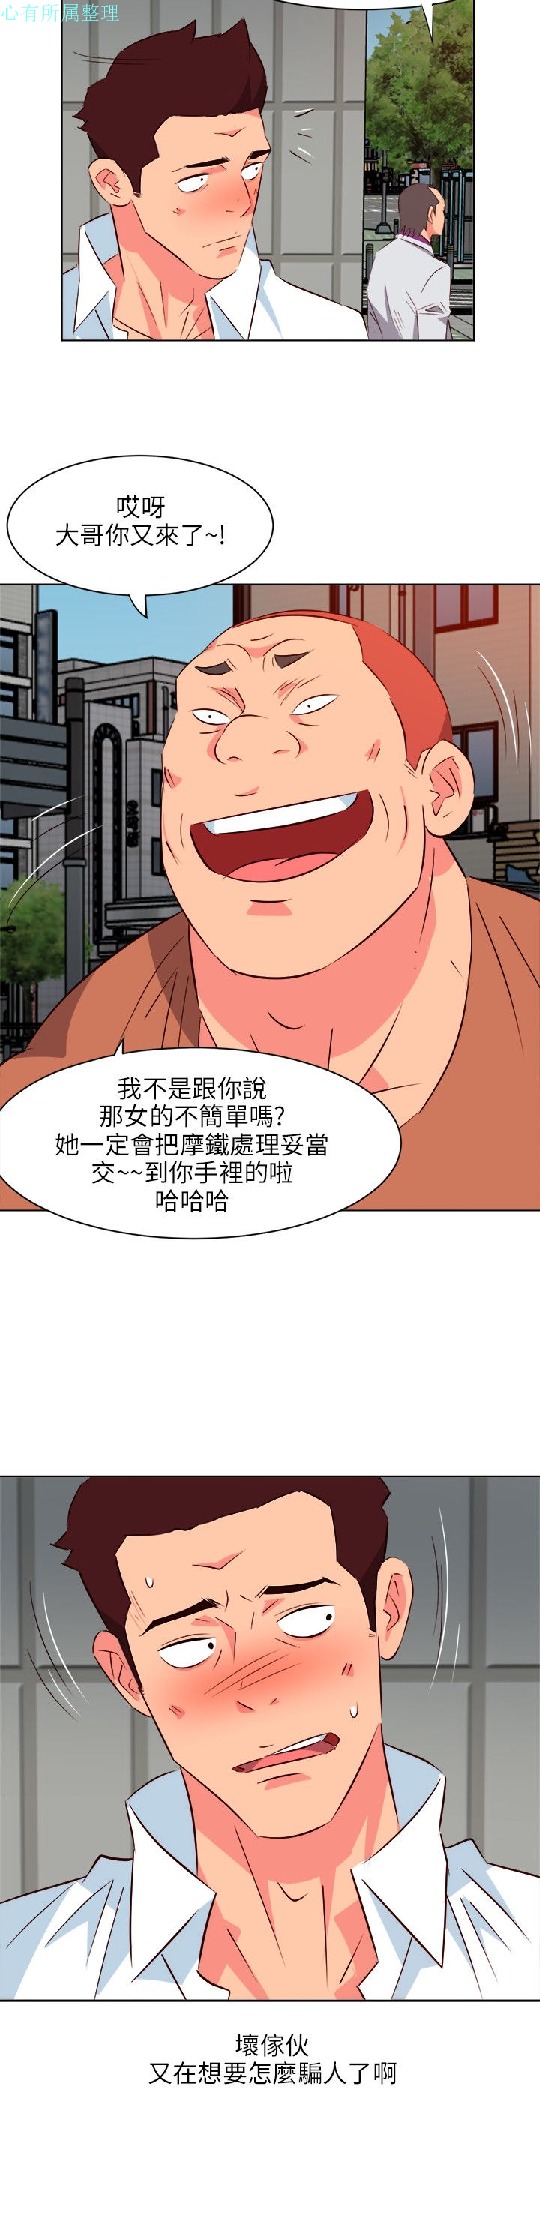 心有所属整理
哎呀
大哥你又來了~!
我不是跟你說
那女的不簡單嗎?
她一定會把摩鐵處理妥當
交~~到你手裡的啦
哈哈哈
壞傢伙
又在想要怎麼騙人了啊